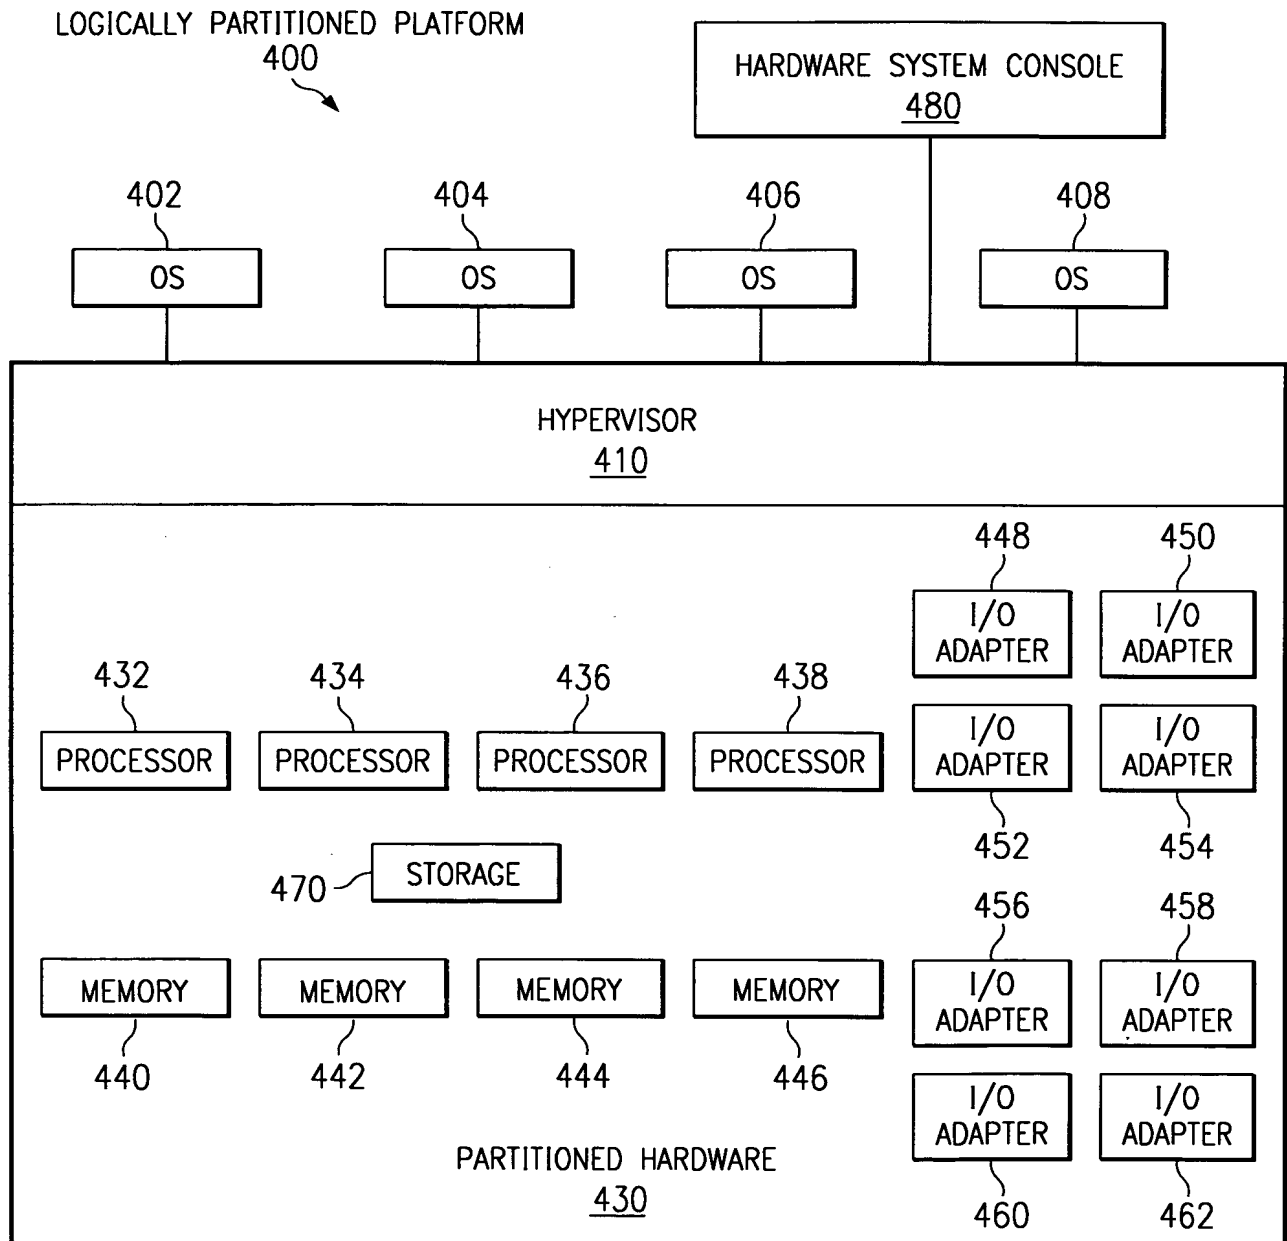 LOGICALLY PARTITIONED PLATFORM
400
HARDWARE SYSTEM CONSOLE
480
402
404
406
408
OS
OS
OS
OS
HYPERVISOR
410
448
450
I/O
ADAPTER
I/O
ADAPTER
432
434
436
438
PROCESSOR
PROCESSOR
PROCESSOR
PROCESSOR
I/O
ADAPTER
I/O
ADAPTER
452
454
470
STORAGE
456
458
MEMORY
MEMORY
MEMORY
MEMORY
I/O
ADAPTER
I/O
ADAPTER
440
442
444
446
I/O
ADAPTER
I/O
ADAPTER
460
462
PARTITIONED HARDWARE
430